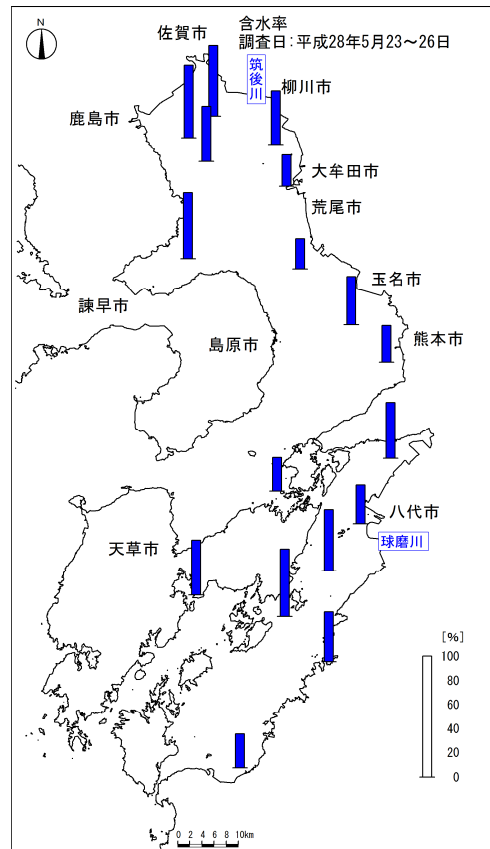 N
佐賀市
含水率
調査日:平成28年5月23~26日
筑後川
柳川市
鹿島市
大牟田市
荒尾市
玉名市
諫早市
島原市
熊本市
八代市
天草市
球磨川
[%]
100
80
60
40
20
0
0 2 4 6 8 10km